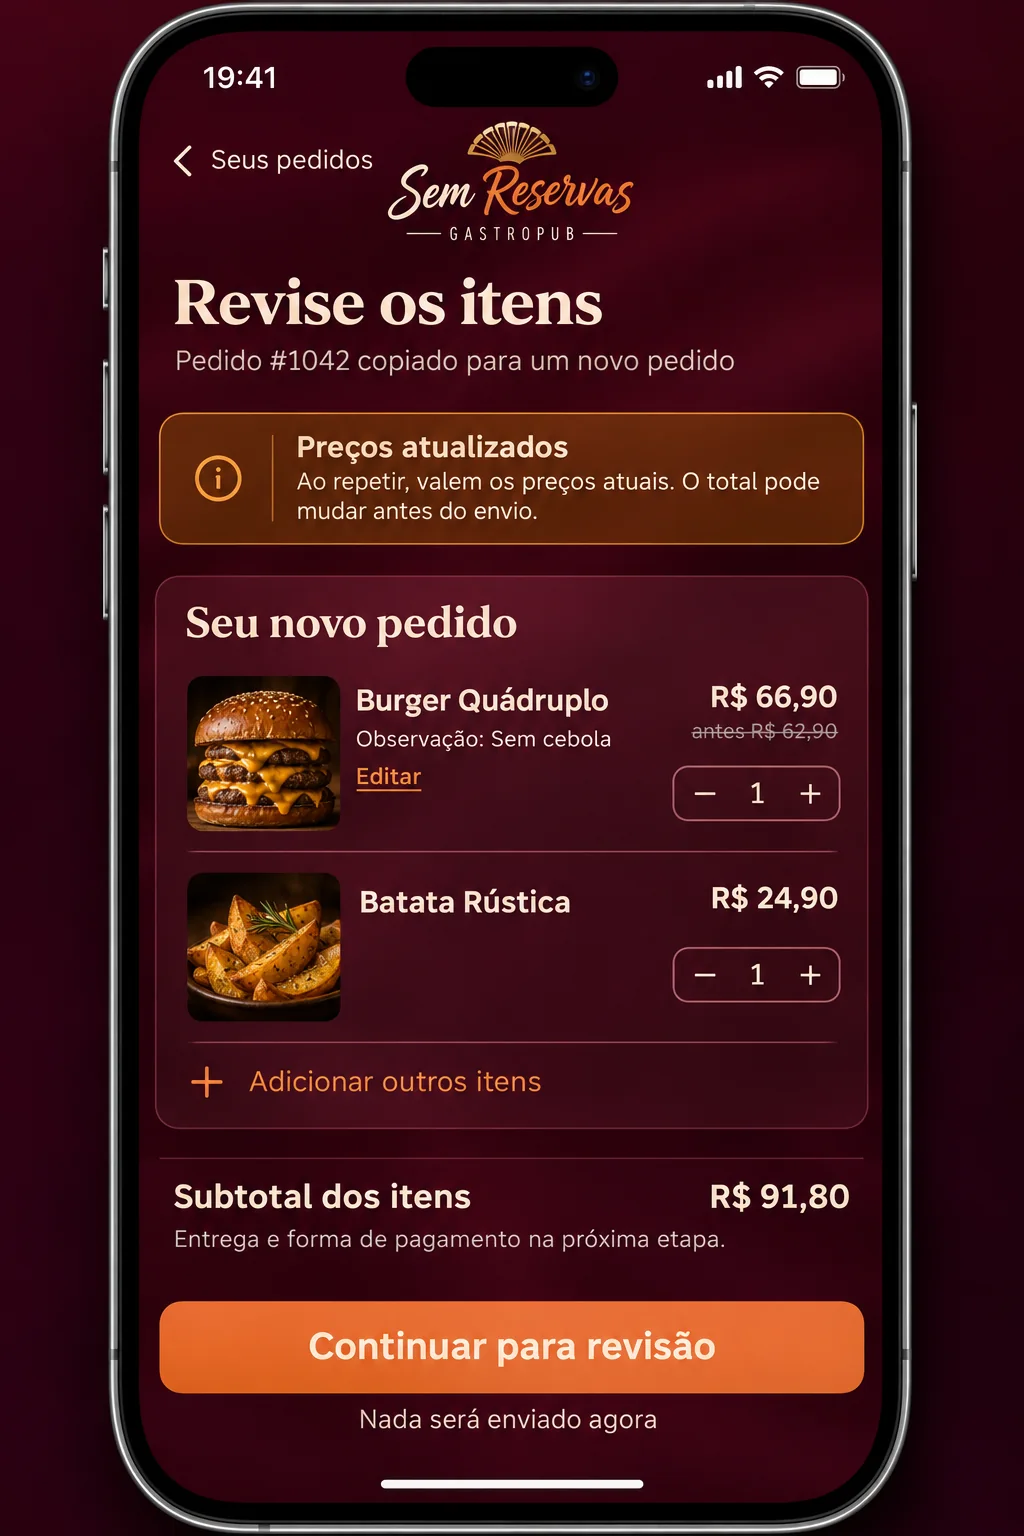 19:41
Seus pedidos
Sem Reservas
GASTROPUB
Revise os itens
Pedido #1042 copiado para um novo pedido
Preços atualizados
Ao repetir, valem os preços atuais. O total pode
mudar antes do envio.
Seu novo pedido
Burger Quádruplo
R$ 66,90
Observação: Sem cebola
antes R$ 62,90
Editar
− 1 +
Batata Rústica
R$ 24,90
− 1 +
+ Adicionar outros itens
Subtotal dos itens
R$ 91,80
Entrega e forma de pagamento na próxima etapa.
Continuar para revisão
Nada será enviado agora